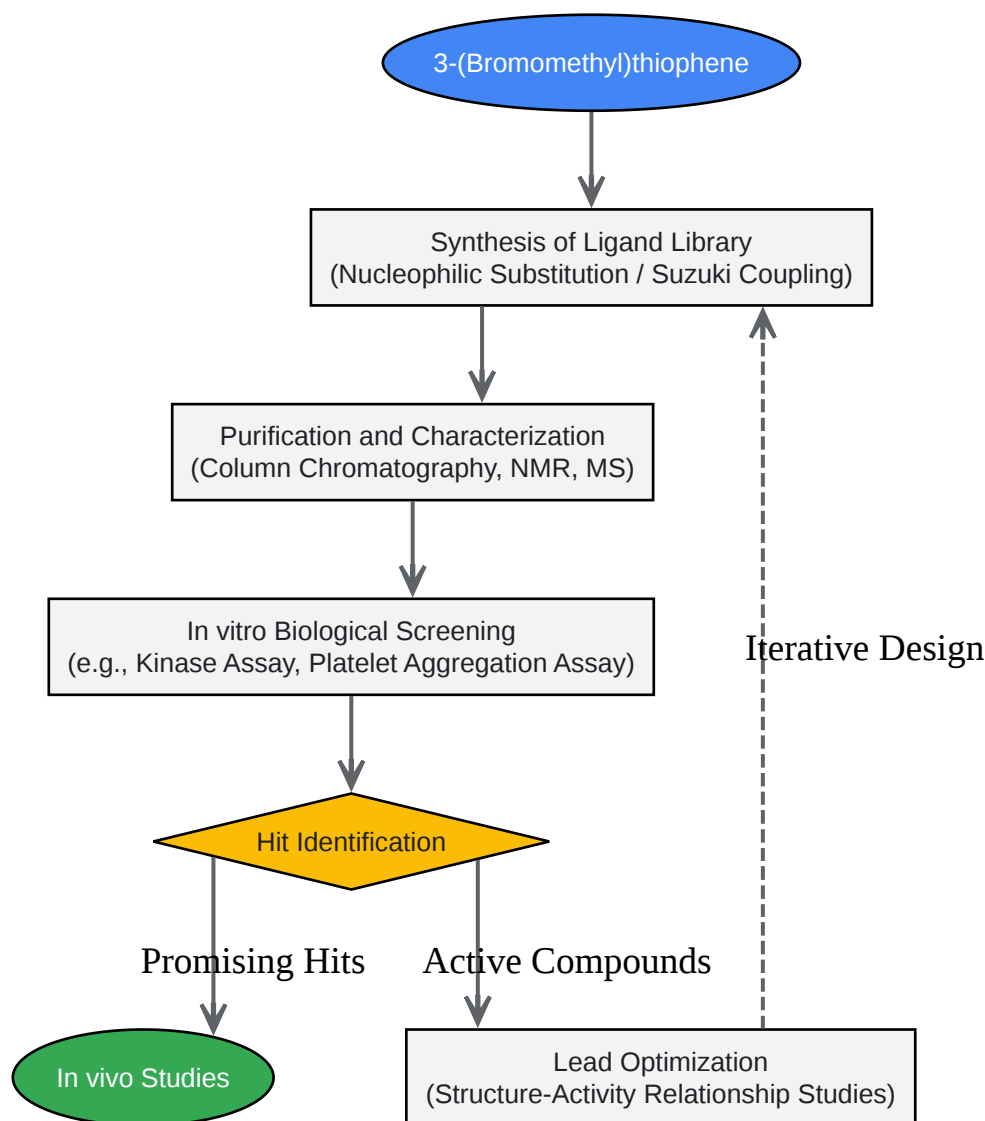 3-(Bromomethyl)thiophene
Synthesis of Ligand Library
(Nucleophilic Substitution / Suzuki Coupling)
Purification and Characterization
(Column Chromatography, NMR, MS)
In vitro Biological Screening
(e.g., Kinase Assay, Platelet Aggregation Assay)
Iterative Design
Hit Identification
Promising Hits
Active Compounds
In vivo Studies
Lead Optimization
(Structure-Activity Relationship Studies)